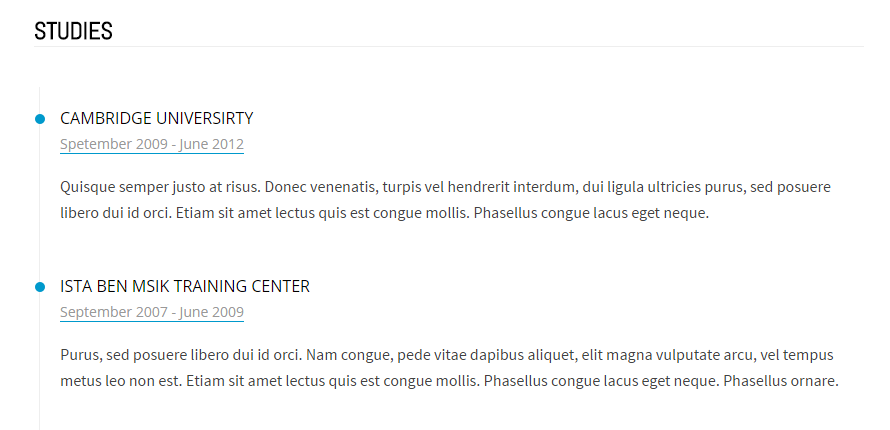 STUDIES
CAMBRIDGE UNIVERSIRTY
Spetember 2009 - June 2012
Quisque semper justo at risus. Donec venenatis, turpis vel hendrerit interdum, dui ligula ultricies purus, sed posuere
libero dui id orci. Etiam sit amet lectus quis est congue mollis. Phasellus congue lacus eget neque.
ISTA BEN MSIK TRAINING CENTER
September 2007 - June 2009
Purus, sed posuere libero dui id orci. Nam congue, pede vitae dapibus aliquet, elit magna vulputate arcu, vel tempus
metus leo non est. Etiam sit amet lectus quis est congue mollis. Phasellus congue lacus eget neque. Phasellus ornare.